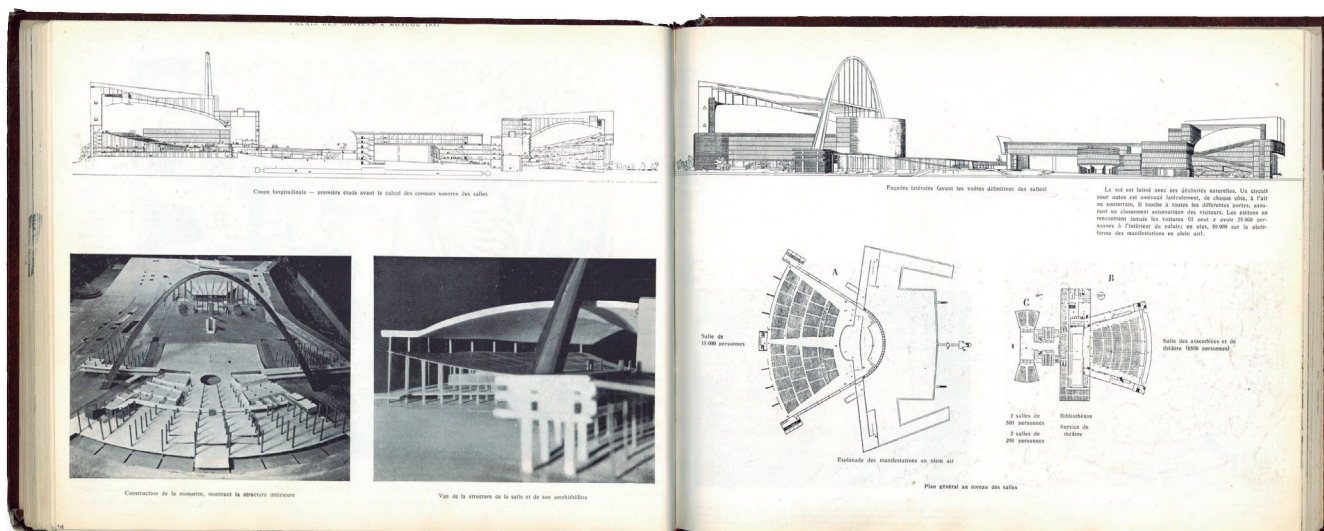 PALAIS DES SOVIETS A MOSCOU 1931
Coupe longitudinale — première étude avant le calcul des conques sonores des salles
Construction de la maquette, montrant la structure intérieure
Vue de la structure de la salle et de son amphithéâtre
Façades latérales (avant les voûtes définitives des salles)
Le sol est laissé avec ses déclivités naturelles. Un circuit
pour autos est aménagé latéralement, de chaque côté, à l'air
ou souterrain. Il touche à toutes les différentes portes, assu-
rant un classement automatique des visiteurs. Les piétons ne
rencontrent jamais les voitures (il peut y avoir 25 000 per-
sonnes à l'intérieur du palais; en plus, 50 000 sur la plate-
forme des manifestations en plein air).
A
B
C
Salle de
15 000 personnes
Salle des assemblées et de
théâtre (6500 personnes)
2 salles de
500 personnes
2 salles de
200 personnes
Bibliothèque
Service du
théâtre
Esplanade des manifestations en plein air
Plan général au niveau des salles